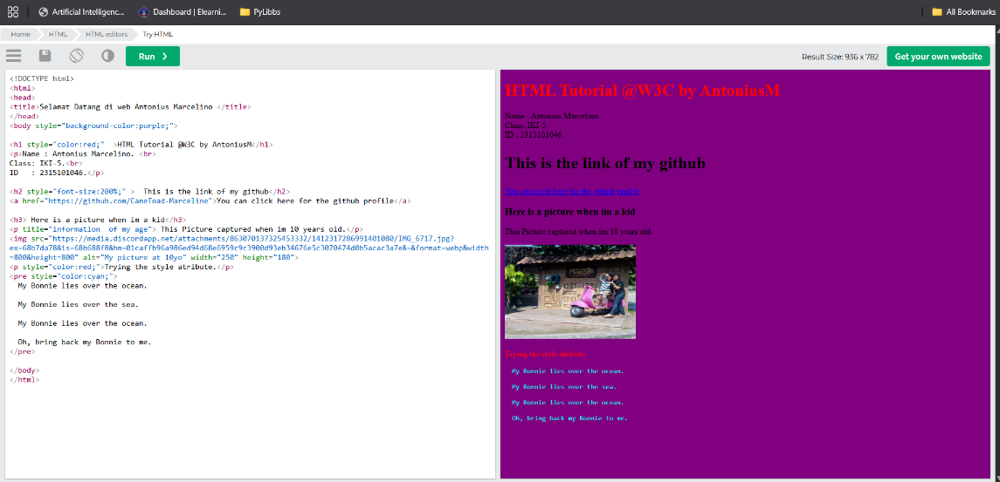 Artificial Intelligenc...
Dashboard | Elearni...
PyLibbs
All Bookmarks
Home
HTML
HTML editors
Try HTML
Run ❯
Result Size: 936 x 782
Get your own website
<!DOCTYPE html>
<html>
<head>
<title>Selamat Datang di web Antonius Marcelino </title>
</head>
<body style="background-color:purple;">
<h1 style="color:red;"  >HTML Tutorial @W3C by AntoniusM</h1>
<p>Name : Antonius Marcelino. <br>
Class: IKI-5.<br>
ID   : 2315101046.</p>
<h2 style="font-size:200%;" >  This is the link of my github</h2>
<a href="https://github.com/CaneToad-Marceline">You can click here for the github profile</a>
<h3> Here is a picture when im a kid</h3>
<p title="information  of my age"> This Picture captured when im 10 years old.</p>
<img src="https://media.discordapp.net/attachments/863070137325453332/1412317286991401080/IMG_6717.jpg?
ex=68b7da78&is=68b688f8&hm=01caffb96a986ed94d68e6959c9c3900d93eb34676e5c3070474d0b5acac3a7e&=&format=webp&width
=800&height=800" alt="My picture at 10yo" width="250" height="180">
<p style="color:red;">Trying the style atribute.</p>
<pre style="color:cyan;">
My Bonnie lies over the ocean.
My Bonnie lies over the sea.
My Bonnie lies over the ocean.
Oh, bring back my Bonnie to me.
</pre>
</body>
</html>
HTML Tutorial @W3C by AntoniusM
Name : Antonius Marcelino.
Class: IKI-5.
ID : 2315101046.
This is the link of my github
You can click here for the github profile
Here is a picture when im a kid
This Picture captured when im 10 years old.
Trying the style atribute.
My Bonnie lies over the ocean.
My Bonnie lies over the sea.
My Bonnie lies over the ocean.
Oh, bring back my Bonnie to me.